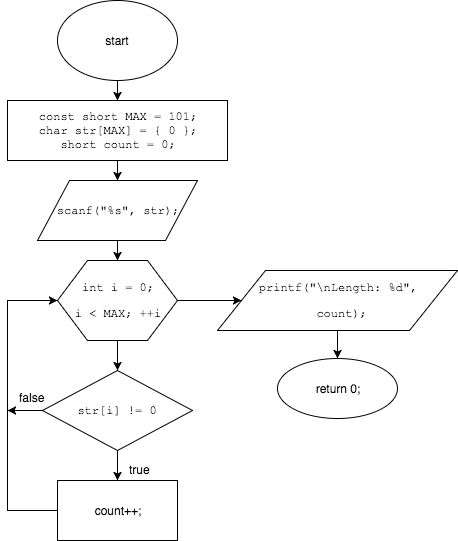 start
const short MAX = 101;
char str[MAX] = { 0 };
short count = 0;
scanf("%s", str);
int i = 0;
i < MAX; ++i
printf("\nLength: %d",
count);
return 0;
str[i] != 0
false
true
count++;